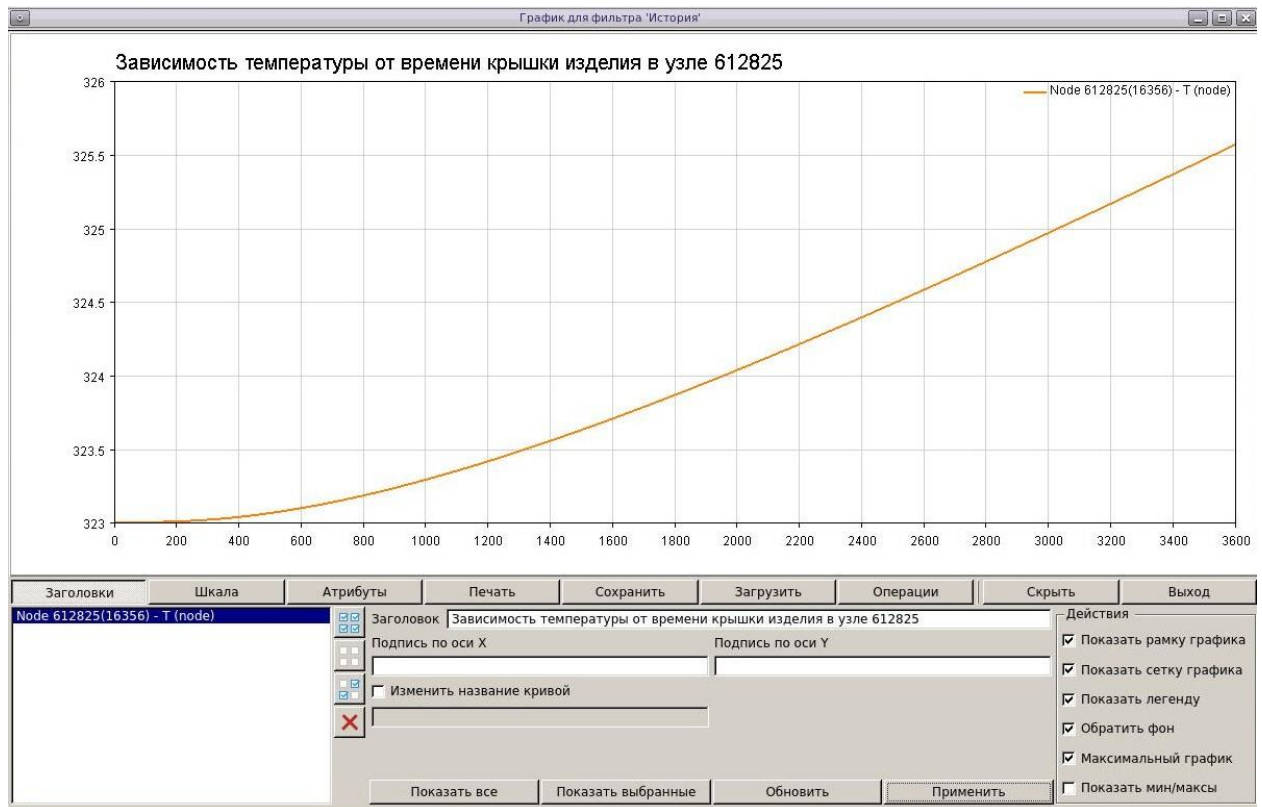 График для фильтра 'История'
Зависимость температуры от времени крышки изделия в узле 612825
326
Node 612825(16356) - T (node)
325.5
325
324.5
324
323.5
323
0 200 400 600 800 1000 1200 1400 1600 1800 2000 2200 2400 2600 2800 3000 3200 3400 3600
Заголовки Шкала Атрибуты Печать Сохранить Загрузить Операции Скрыть Выход
Node 612825(16356) - T (node)
Заголовок Зависимость температуры от времени крышки изделия в узле 612825
Подпись по оси X Подпись по оси Y
Изменить название кривой
Показать все Показать выбранные Обновить Применить
Действия
Показать рамку графика
Показать сетку графика
Показать легенду
Обратить фон
Максимальный график
Показать мин/максы